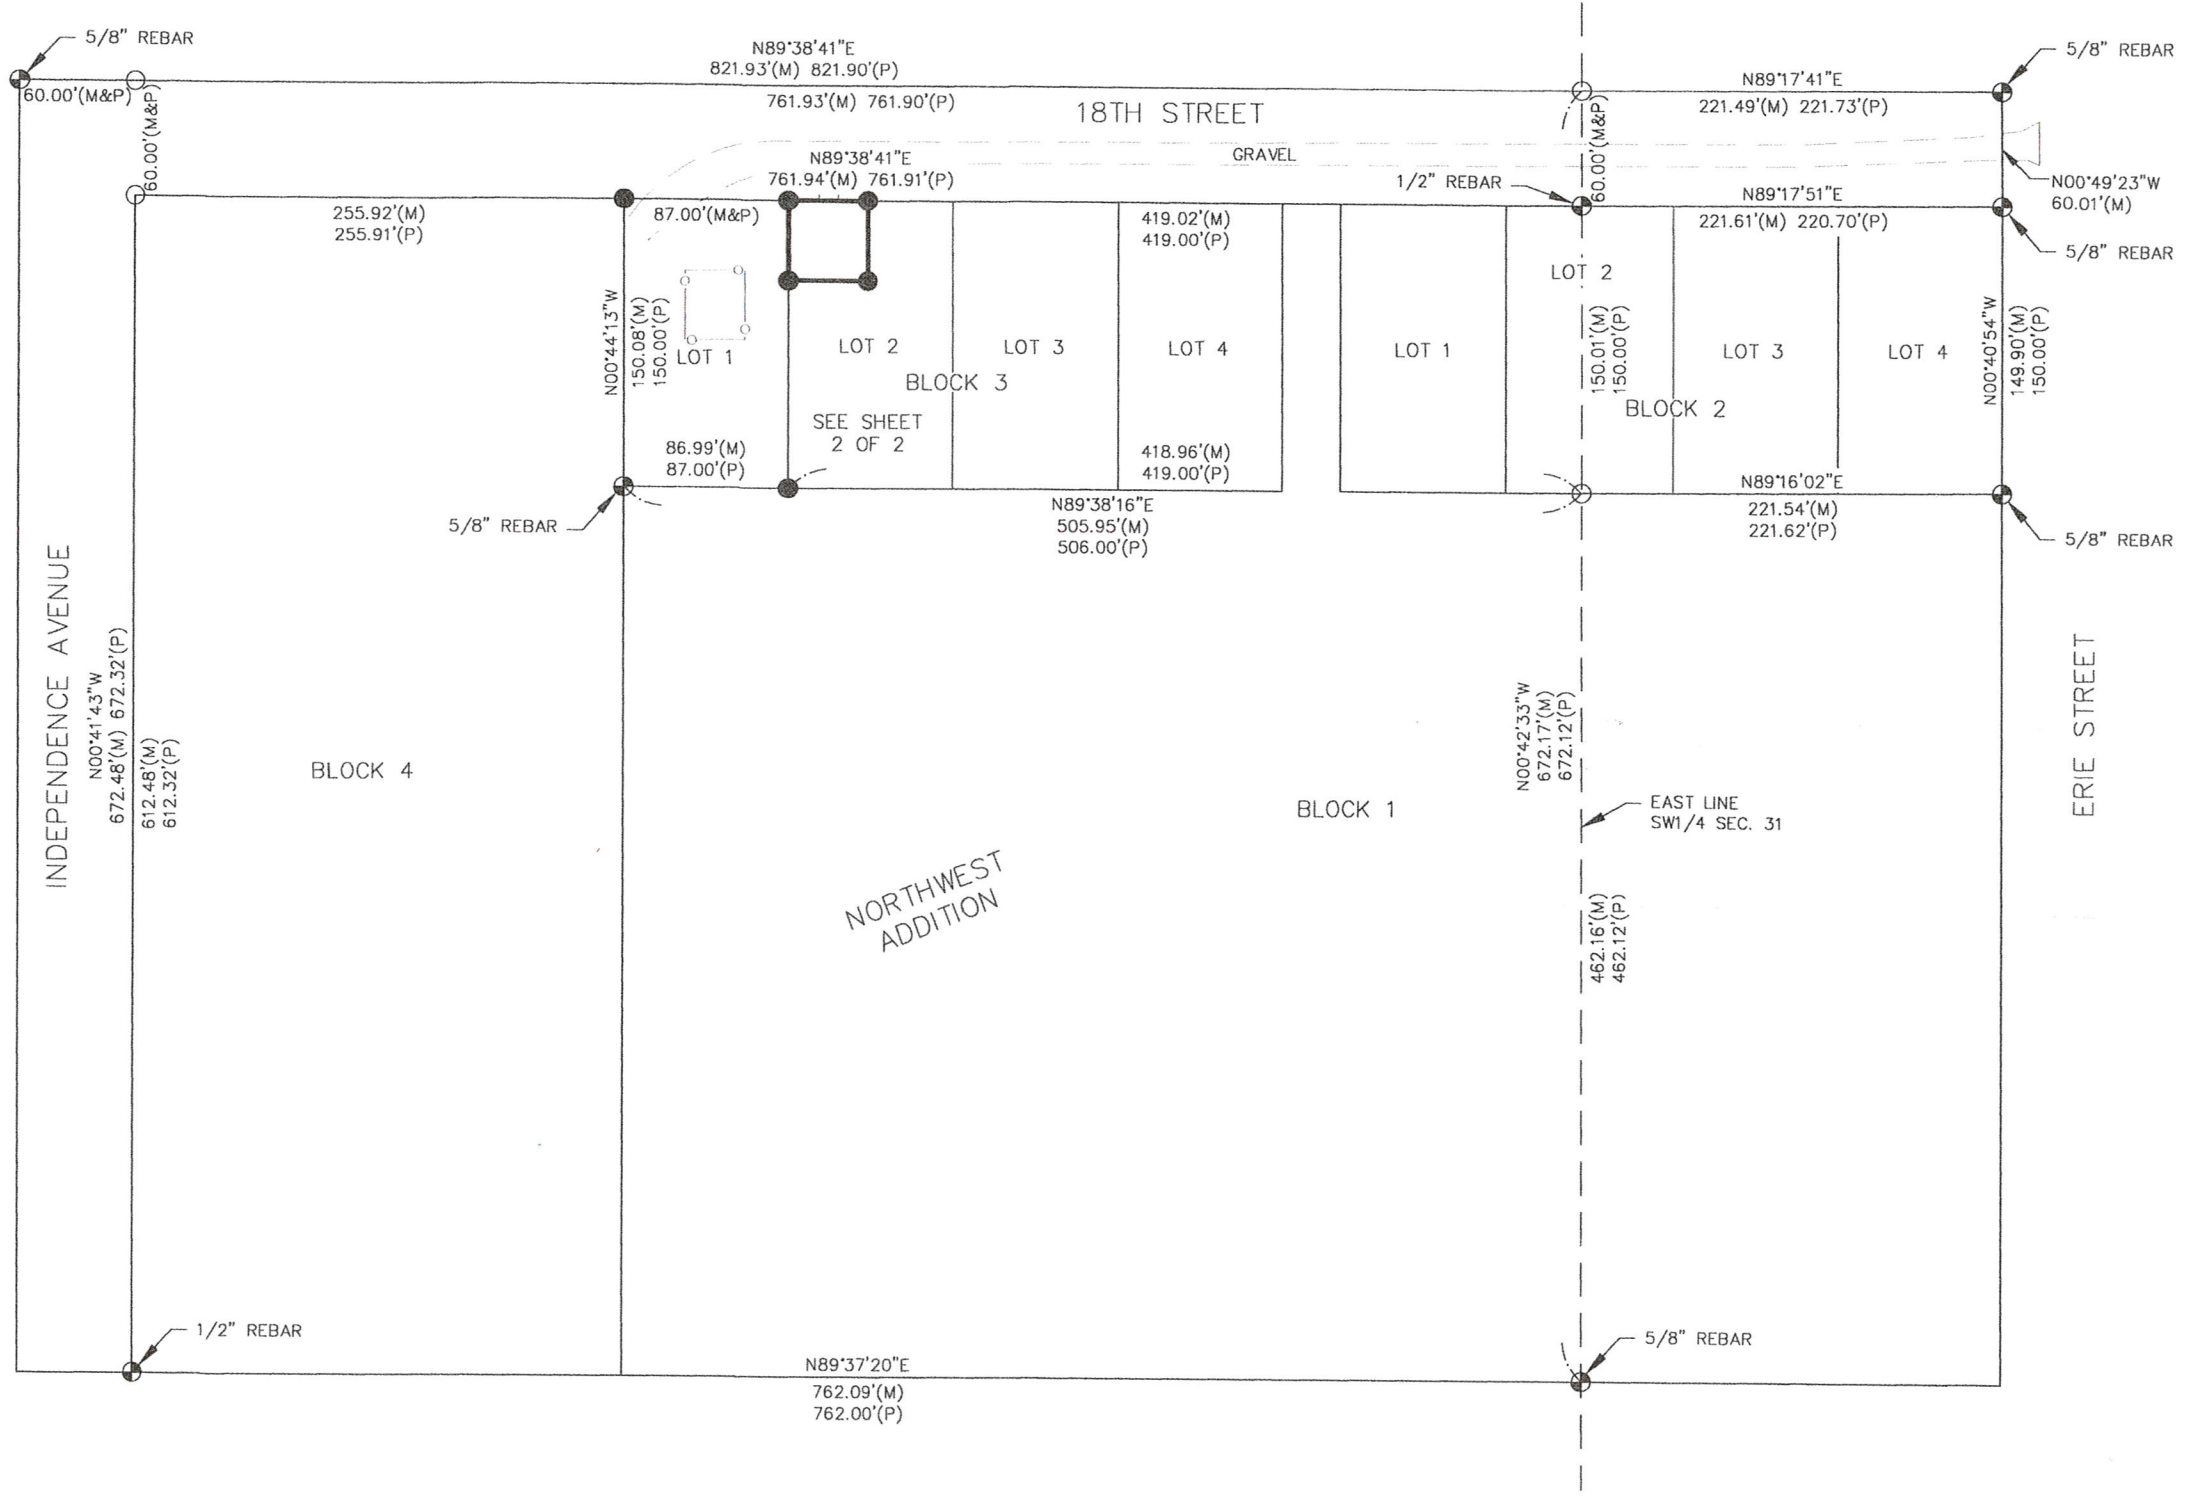 5/8" REBAR
N89°38'41"E
821.93'(M) 821.90'(P)
761.93'(M) 761.90'(P)
60.00'(M&P)
60.00'(M&P)
18TH STREET
60.00'(M&P)
N89°17'41"E
221.49'(M) 221.73'(P)
5/8" REBAR
GRAVEL
N89°38'41"E
761.94'(M) 761.91'(P)
1/2" REBAR
N89°17'51"E
221.61'(M) 220.70'(P)
N00°49'23"W
60.01'(M)
5/8" REBAR
255.92'(M)
255.91'(P)
87.00'(M&P)
419.02'(M)
419.00'(P)
N00°44'13"W
150.08'(M)
150.00'(P)
LOT 1
LOT 2
LOT 3
LOT 4
BLOCK 3
SEE SHEET
2 OF 2
LOT 1
LOT 2
150.01'(M)
150.00'(P)
LOT 3
LOT 4
BLOCK 2
N00°40'54"W
149.90'(M)
150.00'(P)
86.99'(M)
87.00'(P)
418.96'(M)
419.00'(P)
5/8" REBAR
N89°38'16"E
505.95'(M)
506.00'(P)
N89°16'02"E
221.54'(M)
221.62'(P)
5/8" REBAR
INDEPENDENCE AVENUE
N00°41'43"W
672.48'(M) 672.32'(P)
612.48'(M)
612.32'(P)
BLOCK 4
BLOCK 1
N00°42'33"W
672.17'(M)
672.12'(P)
EAST LINE
SW1/4 SEC. 31
ERIE STREET
NORTHWEST
ADDITION
462.16'(M)
462.12'(P)
1/2" REBAR
N89°37'20"E
762.09'(M)
762.00'(P)
5/8" REBAR